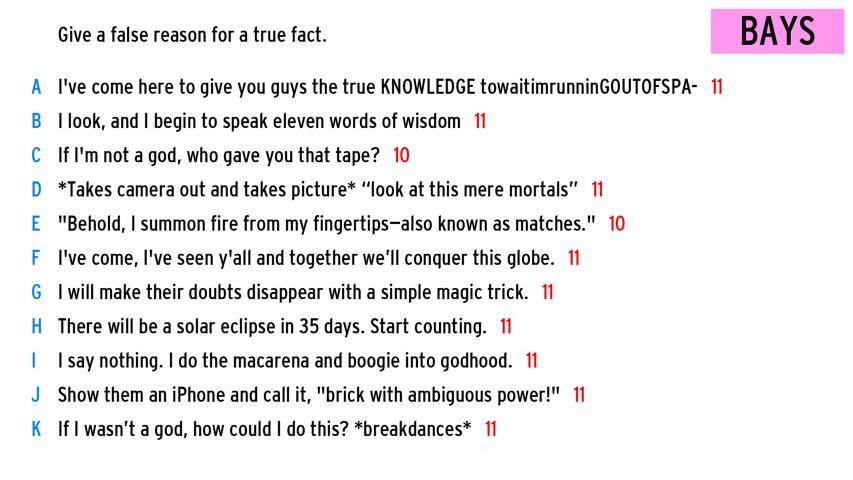 Give a false reason for a true fact.
BAYS
A I've come here to give you guys the true KNOWLEDGE towaitimrunninGOUTOFSPA- 11
B I look, and I begin to speak eleven words of wisdom 11
C If I'm not a god, who gave you that tape? 10
D *Takes camera out and takes picture* “look at this mere mortals” 11
E "Behold, I summon fire from my fingertips—also known as matches." 10
F I've come, I've seen y'all and together we’ll conquer this globe. 11
G I will make their doubts disappear with a simple magic trick. 11
H There will be a solar eclipse in 35 days. Start counting. 11
I I say nothing. I do the macarena and boogie into godhood. 11
J Show them an iPhone and call it, "brick with ambiguous power!" 11
K If I wasn’t a god, how could I do this? *breakdances* 11